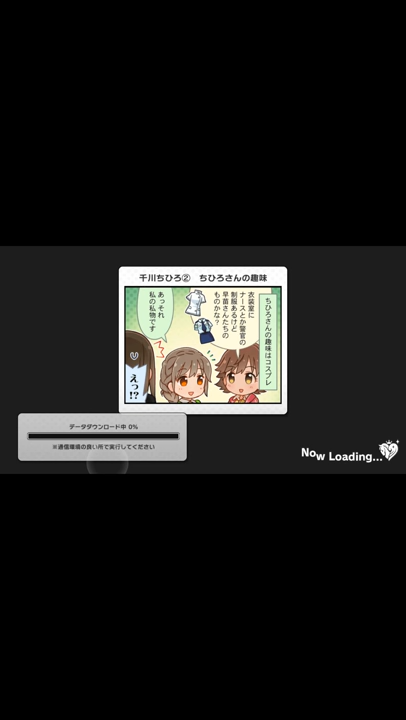 千川ちひろ② ちひろさんの趣味
ちひろさんの趣味はコスプレ
衣装室に
ナースとか警官の
制服あるけど
早苗さんたちの
ものかな?
あっそれ
私の私物です
えっ!?
データダウンロード中 0%
※通信環境の良い所で実行してください
Now Loading...